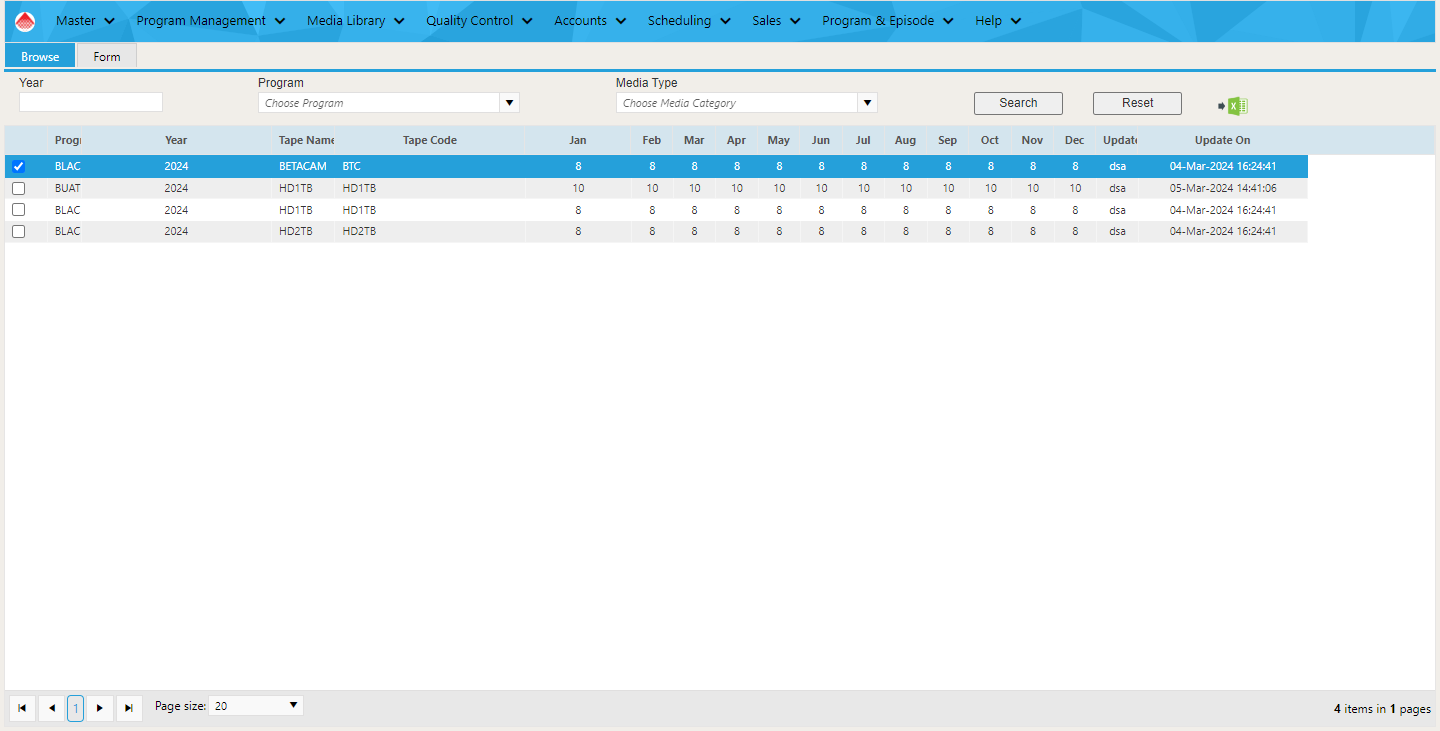 Master Program Management Media Library Quality Control Accounts Scheduling Sales Program & Episode Help
Browse Form
Year Program Media Type
Choose Program Choose Media Category Search Reset
Progr Year Tape Name Tape Code Jan Feb Mar Apr May Jun Jul Aug Sep Oct Nov Dec Update Update On
BLAC 2024 BETACAM BTC 8 8 8 8 8 8 8 8 8 8 8 8 dsa 04-Mar-2024 16:24:41
BUAT 2024 HD1TB HD1TB 10 10 10 10 10 10 10 10 10 10 10 10 dsa 05-Mar-2024 14:41:06
BLAC 2024 HD1TB HD1TB 8 8 8 8 8 8 8 8 8 8 8 8 dsa 04-Mar-2024 16:24:41
BLAC 2024 HD2TB HD2TB 8 8 8 8 8 8 8 8 8 8 8 8 dsa 04-Mar-2024 16:24:41
1 Page size: 20 4 items in 1 pages